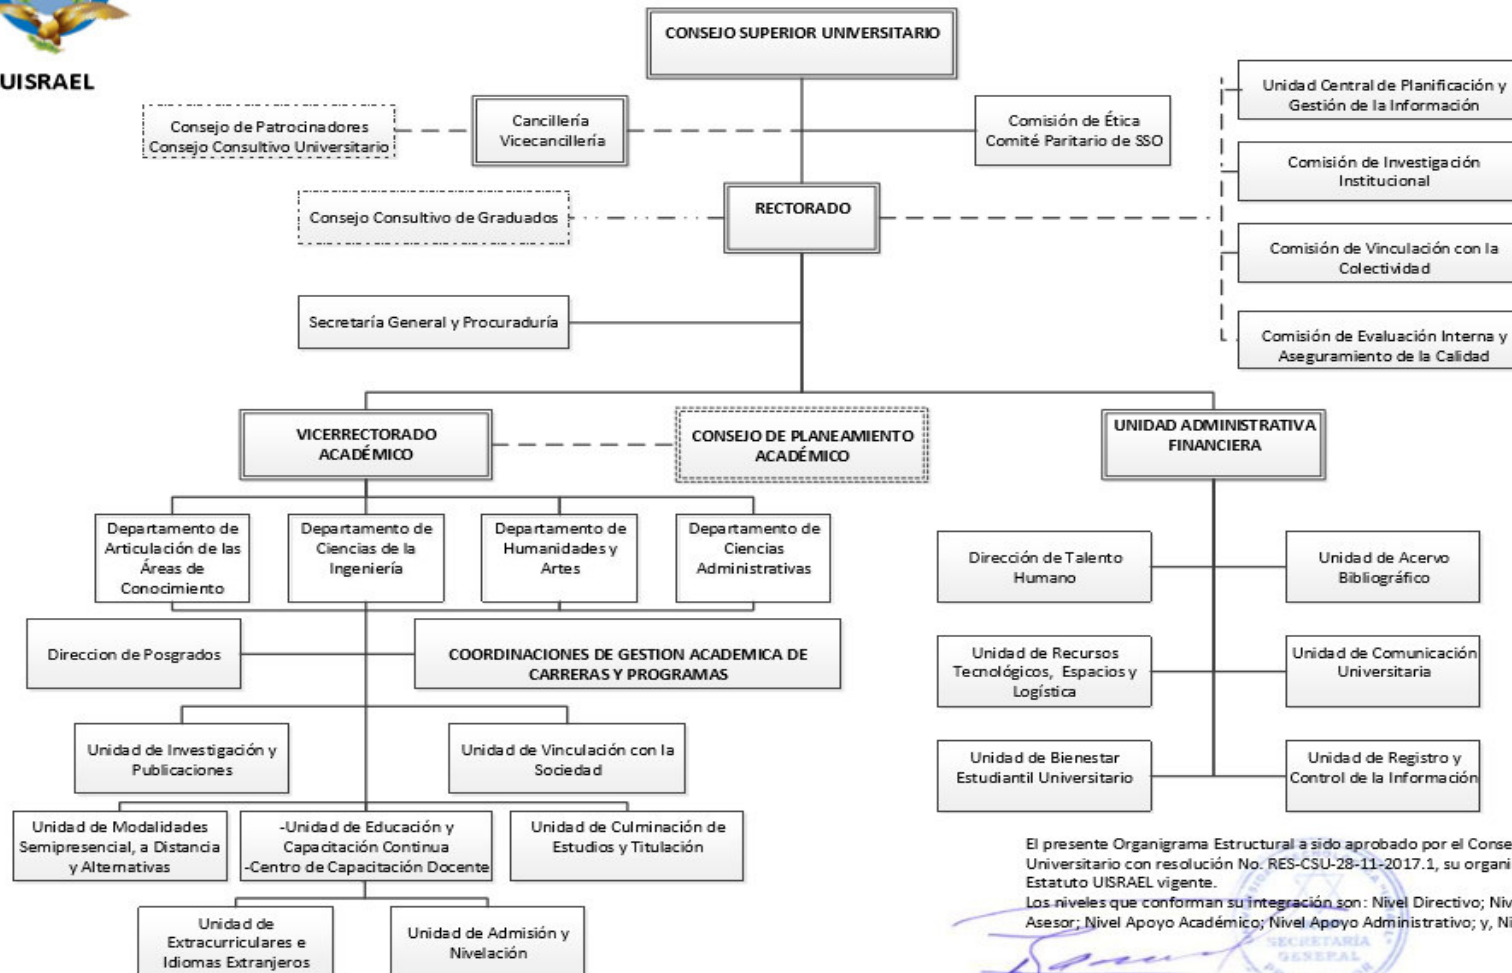 UISRAEL
CONSEJO SUPERIOR UNIVERSITARIO
Consejo de Patrocinadores
Consejo Consultivo Universitario
Cancillería
Vicecancillería
Comisión de Ética
Comité Paritario de SSO
Unidad Central de Planificación y
Gestión de la Información
Comisión de Investigación
Institucional
Comisión de Vinculación con la
Colectividad
Comisión de Evaluación Interna y
Aseguramiento de la Calidad
Consejo Consultivo de Graduados
RECTORADO
Secretaría General y Procuraduría
VICERRECTORADO
ACADÉMICO
CONSEJO DE PLANEAMIENTO
ACADÉMICO
UNIDAD ADMINISTRATIVA
FINANCIERA
Departamento de
Articulación de las
Áreas de
Conocimiento
Departamento de
Ciencias de la
Ingeniería
Departamento de
Humanidades y
Artes
Departamento de
Ciencias
Administrativas
Direccion de Posgrados
COORDINACIONES DE GESTION ACADEMICA DE
CARRERAS Y PROGRAMAS
Unidad de Investigación y
Publicaciones
Unidad de Vinculación con la
Sociedad
Unidad de Modalidades
Semipresencial, a Distancia
y Alternativas
-Unidad de Educación y
Capacitación Continua
-Centro de Capacitación Docente
Unidad de Culminación de
Estudios y Titulación
Unidad de
Extracurriculares e
Idiomas Extranjeros
Unidad de Admisión y
Nivelación
Dirección de Talento
Humano
Unidad de Acervo
Bibliográfico
Unidad de Recursos
Tecnológicos, Espacios y
Logística
Unidad de Comunicación
Universitaria
Unidad de Bienestar
Estudiantil Universitario
Unidad de Registro y
Control de la Información
El presente Organigrama Estructural a sido aprobado por el Conse
Universitario con resolución No. RES-CSU-28-11-2017.1, su organi
Estatuto UISRAEL vigente.
Los niveles que conforman su integración son: Nivel Directivo; Niv
Asesor; Nivel Apoyo Académico; Nivel Apoyo Administrativo; y, Ni
SECRETARÍA
GENERAL